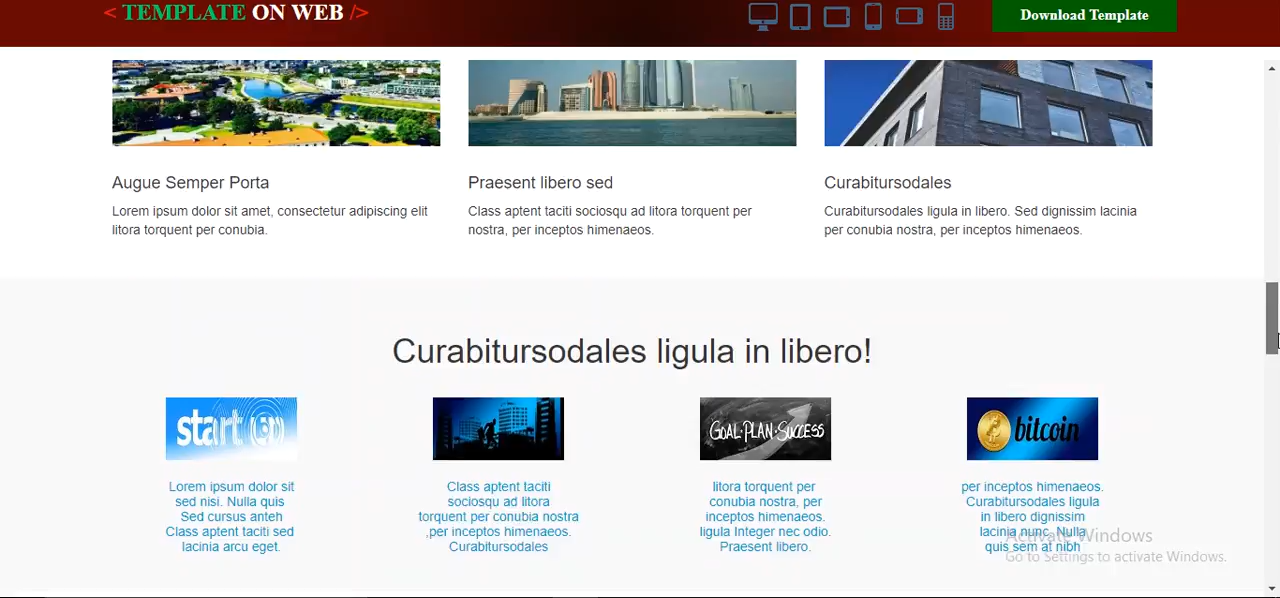 < TEMPLATE ON WEB />
Download Template
Augue Semper Porta
Lorem ipsum dolor sit amet, consectetur adipiscing elit
litora torquent per conubia.
Praesent libero sed
Class aptent taciti sociosqu ad litora torquent per
nostra, per inceptos himenaeos.
Curabitursodales
Curabitursodales ligula in libero. Sed dignissim lacinia
per conubia nostra, per inceptos himenaeos.
Curabitursodales ligula in libero!
start up
Lorem ipsum dolor sit
sed nisi. Nulla quis
Sed cursus anteh
Class aptent taciti sed
lacinia arcu eget.
Class aptent taciti
sociosqu ad litora
torquent per conubia nostra
,per inceptos himenaeos.
Curabitursodales
GOAL·PLAN·SUCCESS
litora torquent per
conubia nostra, per
inceptos himenaeos.
ligula Integer nec odio.
Praesent libero.
bitcoin
per inceptos himenaeos.
Curabitursodales ligula
in libero dignissim
lacinia nunc. Nulla
quis sem at nibh
Activate Windows
Go to Settings to activate Windows.